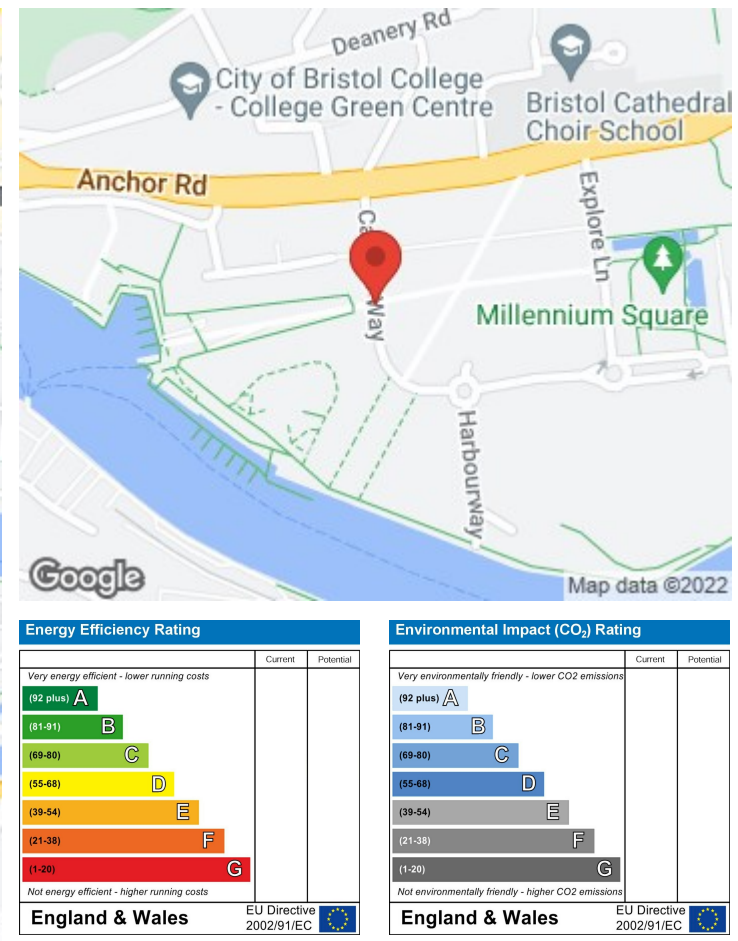 Deanery Rd
City of Bristol College
- College Green Centre
Bristol Cathedral
Choir School
Anchor Rd
Explore Ln
Way
Millennium Square
Harbourway
Google
Map data ©2022
Energy Efficiency Rating
Current Potential
Very energy efficient - lower running costs
(92 plus) A
(81-91) B
(69-80) C
(55-68) D
(39-54) E
(21-38) F
(1-20) G
Not energy efficient - higher running costs
England & Wales
EU Directive
2002/91/EC
Environmental Impact (CO₂) Rating
Current Potential
Very environmentally friendly - lower CO2 emissions
(92 plus) A
(81-91) B
(69-80) C
(55-68) D
(39-54) E
(21-38) F
(1-20) G
Not environmentally friendly - higher CO2 emissions
England & Wales
EU Directive
2002/91/EC